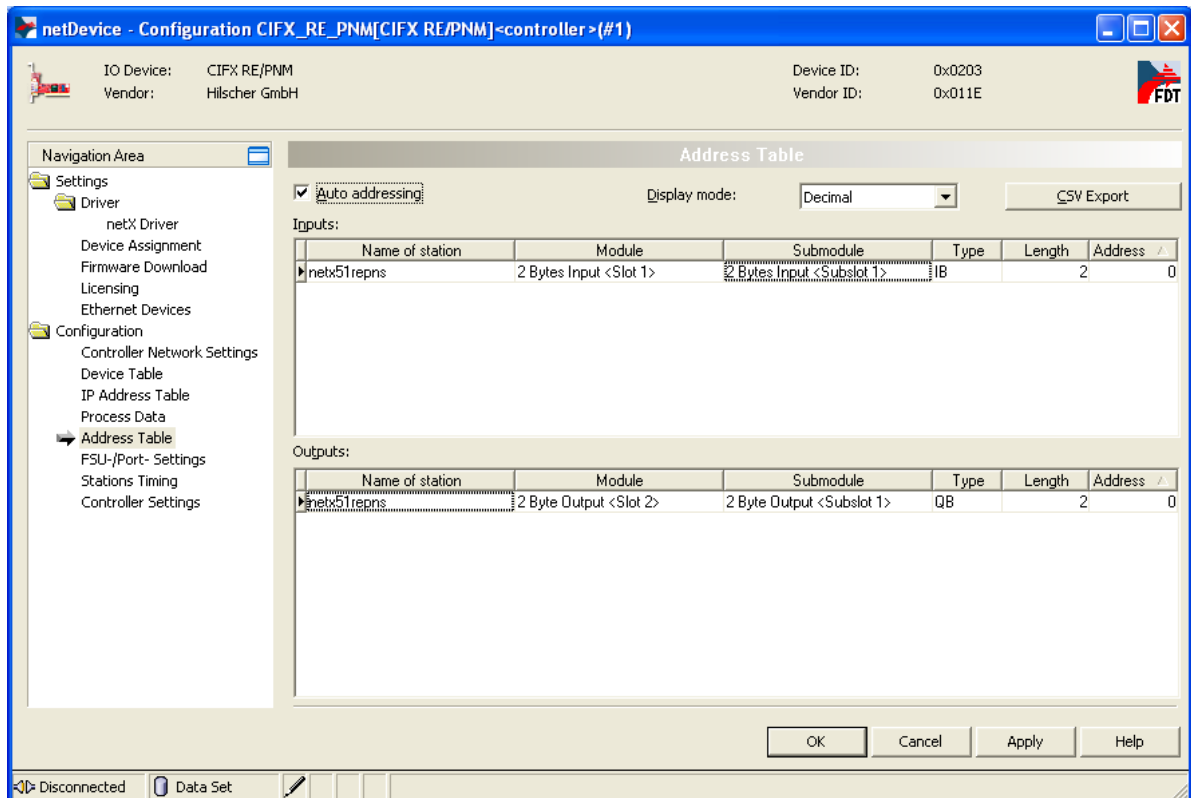 netDevice - Configuration CIFX_RE_PNM[CIFX RE/PNM]<controller>(#1)
IO Device: CIFX RE/PNM Device ID: 0x0203
Vendor: Hilscher GmbH Vendor ID: 0x011E
FDT
Navigation Area
Settings
Driver
netX Driver
Device Assignment
Firmware Download
Licensing
Ethernet Devices
Configuration
Controller Network Settings
Device Table
IP Address Table
Process Data
Address Table
FSU-/Port- Settings
Stations Timing
Controller Settings
Address Table
Auto addressing Display mode: Decimal CSV Export
Inputs:
Name of station Module Submodule Type Length Address
netx51repns 2 Bytes Input <Slot 1> 2 Bytes Input <Subslot 1> IB 2 0
Outputs:
Name of station Module Submodule Type Length Address
netx51repns 2 Byte Output <Slot 2> 2 Byte Output <Subslot 1> QB 2 0
OK Cancel Apply Help
Disconnected Data Set